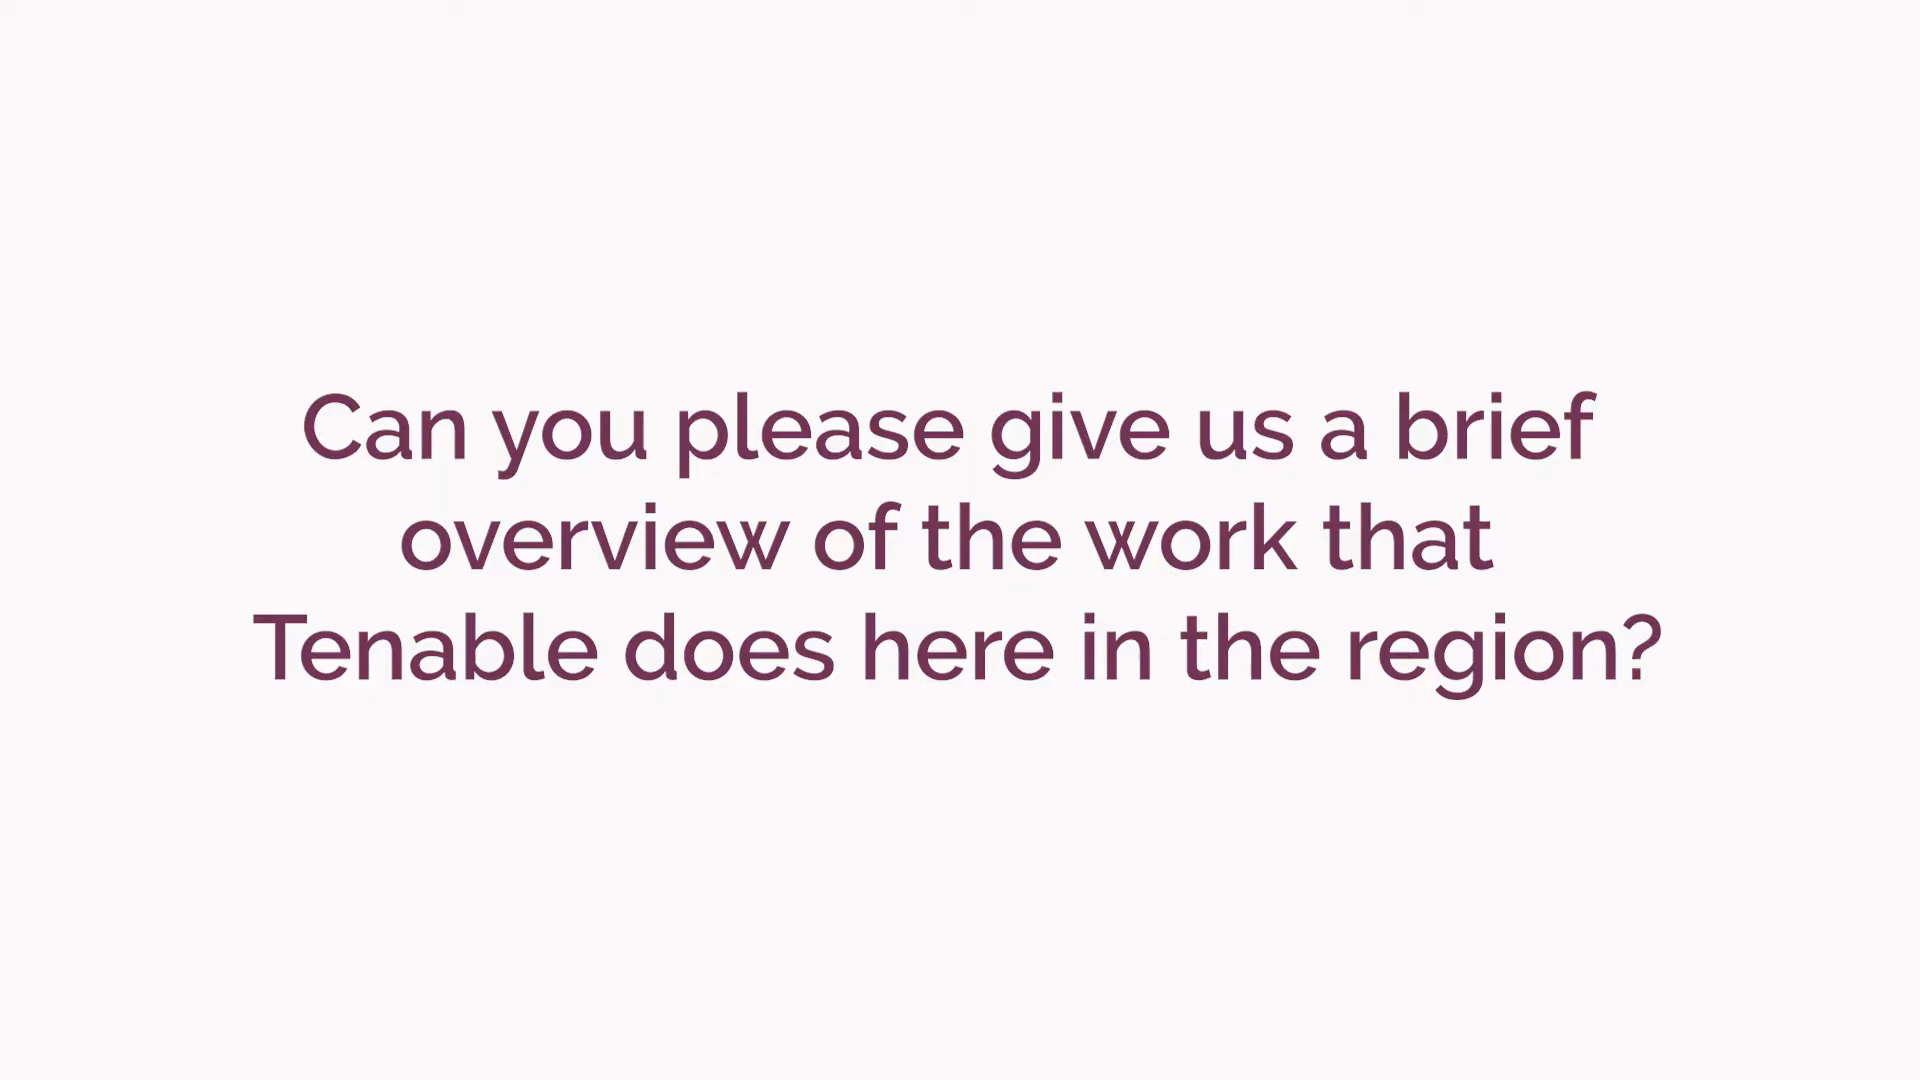 Can you please give us a brief
overview of the work that
Tenable does here in the region?